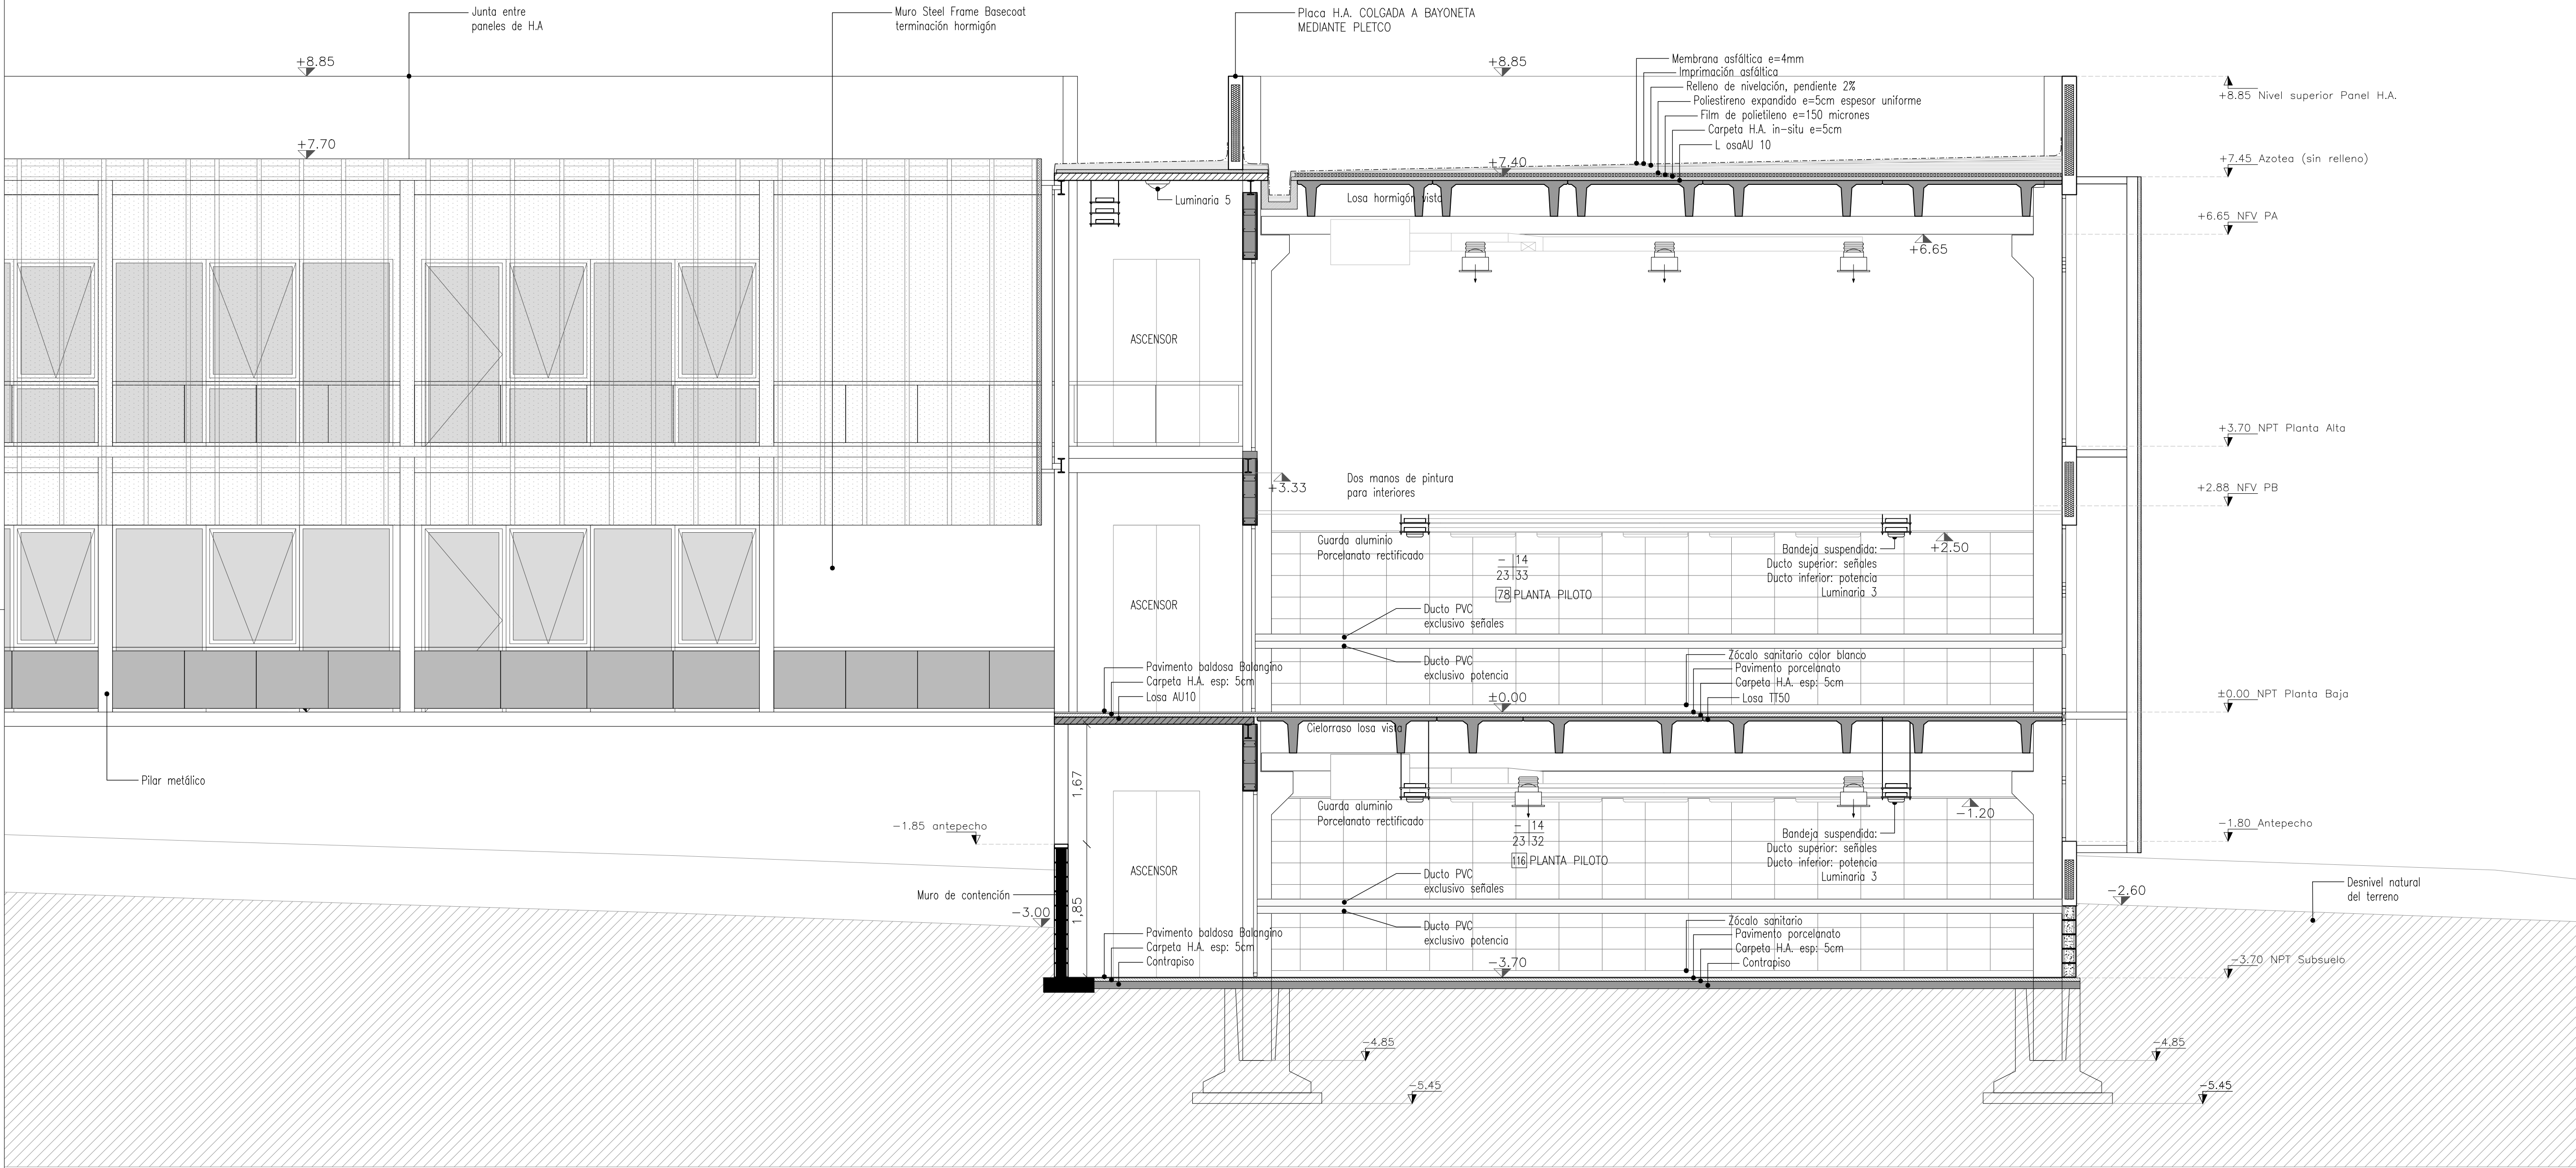 Junta entre
paneles de H.A
Muro Steel Frame Basecoat
terminación hormigón
Placa H.A. COLGADA A BAYONETA
MEDIANTE PLETCO
+8.85
+8.85
Membrana asfáltica e=4mm
Imprimación asfáltica
Relleno de nivelación, pendiente 2%
Poliestireno expandido e=5cm espesor uniforme
Film de polietileno e=150 micrones
Carpeta H.A. in-situ e=5cm
L osaAU 10
+8.85 Nivel superior Panel H.A.
+7.70
+7.40
+7.45 Azotea (sin relleno)
Luminaria 5
Losa hormigón vista
+6.65 NFV PA
+6.65
ASCENSOR
+3.70 NPT Planta Alta
+3.33
Dos manos de pintura
para interiores
+2.88 NFV PB
Guarda aluminio
Porcelanato rectificado
- 14
23 33
78 PLANTA PILOTO
+2.50
Bandeja suspendida:
Ducto superior: señales
Ducto inferior: potencia
Luminaria 3
ASCENSOR
Ducto PVC
exclusivo señales
Ducto PVC
exclusivo potencia
Pavimento baldosa Balangino
Carpeta H.A. esp: 5cm
Losa AU10
Zócalo sanitario color blanco
Pavimento porcelanato
Carpeta H.A. esp: 5cm
Losa TT50
±0.00
±0.00 NPT Planta Baja
Cielorraso losa vista
Pilar metálico
1,67
Guarda aluminio
Porcelanato rectificado
- 14
23 32
116 PLANTA PILOTO
-1.20
Bandeja suspendida:
Ducto superior: señales
Ducto inferior: potencia
Luminaria 3
-1.85 antepecho
-1.80 Antepecho
ASCENSOR
Muro de contención
-3.00
1,85
Ducto PVC
exclusivo señales
Ducto PVC
exclusivo potencia
-2.60
Desnivel natural
del terreno
Pavimento baldosa Balangino
Carpeta H.A. esp: 5cm
Contrapiso
Zócalo sanitario
Pavimento porcelanato
Carpeta H.A. esp: 5cm
Contrapiso
-3.70
-3.70 NPT Subsuelo
-4.85
-4.85
-5.45
-5.45